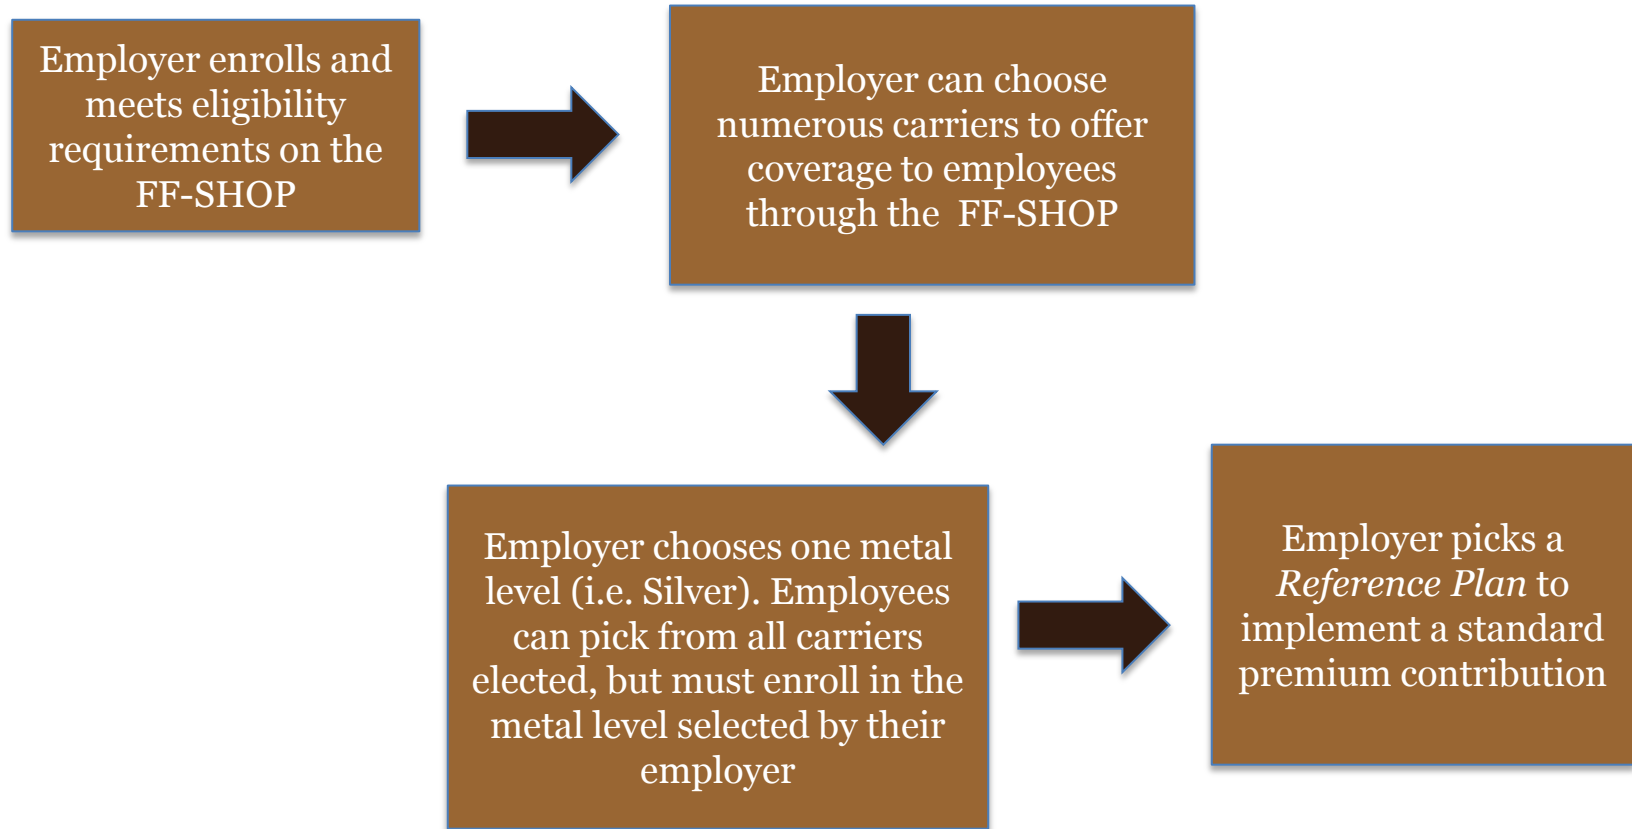 Employer enrolls and
meets eligibility
requirements on the
FF-SHOP
Employer can choose
numerous carriers to offer
coverage to employees
through the  FF-SHOP
Employer chooses one metal
level (i.e. Silver). Employees
can pick from all carriers
elected, but must enroll in the
metal level selected by their
employer
Employer picks a
Reference Plan to
implement a standard
premium contribution